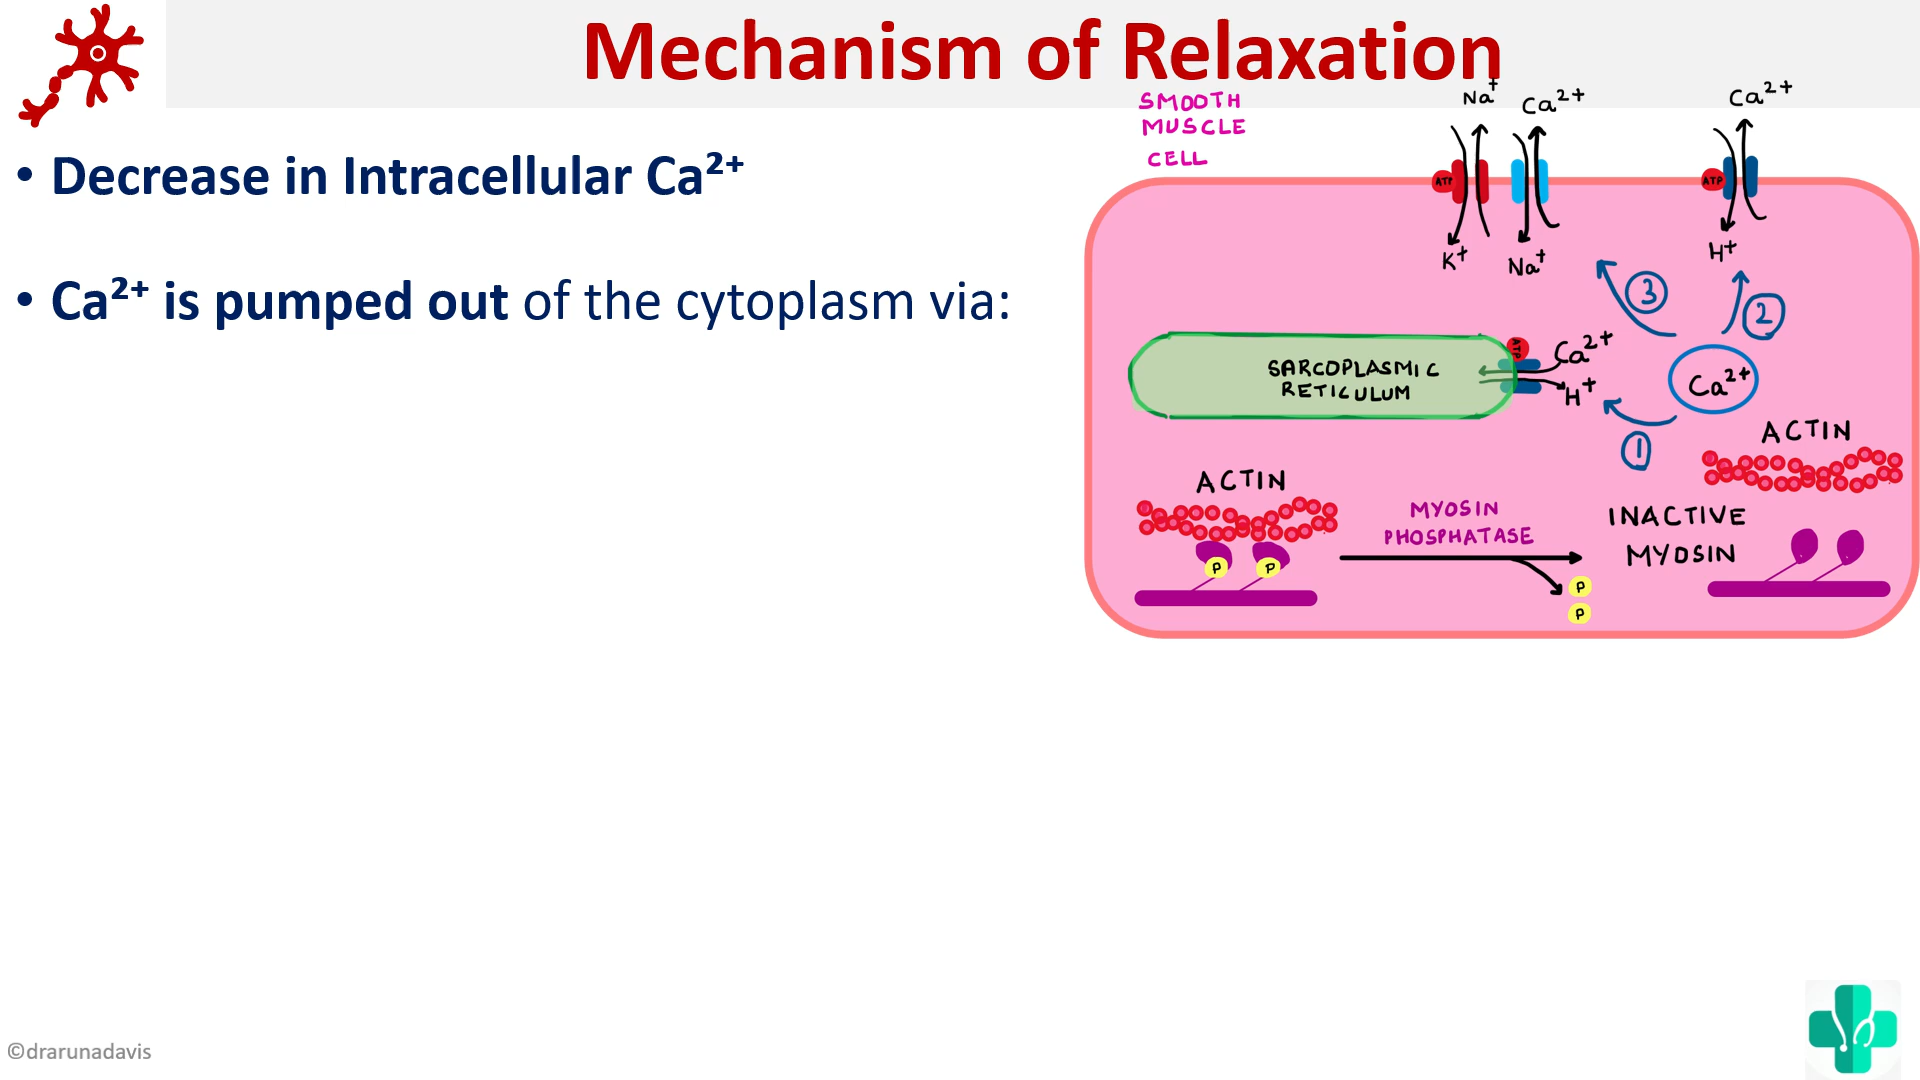 Mechanism of Relaxation
• Decrease in Intracellular Ca²⁺
• Ca²⁺ is pumped out of the cytoplasm via:
SMOOTH
MUSCLE
CELL
Na⁺
Ca²⁺
Ca²⁺
ATP
ATP
K⁺
Na⁺
H⁺
3
2
ATP
Ca²⁺
H⁺
SARCOPLASMIC
RETICULUM
Ca²⁺
1
ACTIN
ACTIN
MYOSIN
PHOSPHATASE
INACTIVE
MYOSIN
P
P
P
P
©drarunadavis